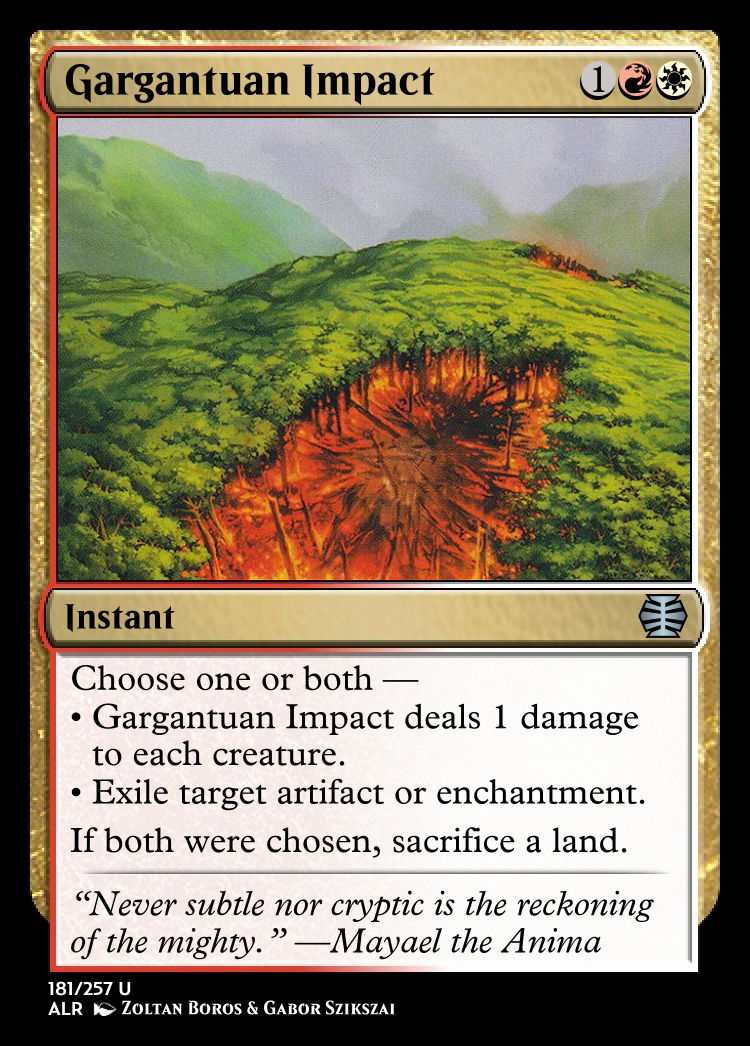 Gargantuan Impact 1
Instant
Choose one or both —
• Gargantuan Impact deals 1 damage
to each creature.
• Exile target artifact or enchantment.
If both were chosen, sacrifice a land.
“Never subtle nor cryptic is the reckoning
of the mighty.” —Mayael the Anima
181/257 U
ALR Zoltan Boros & Gabor Szikszai